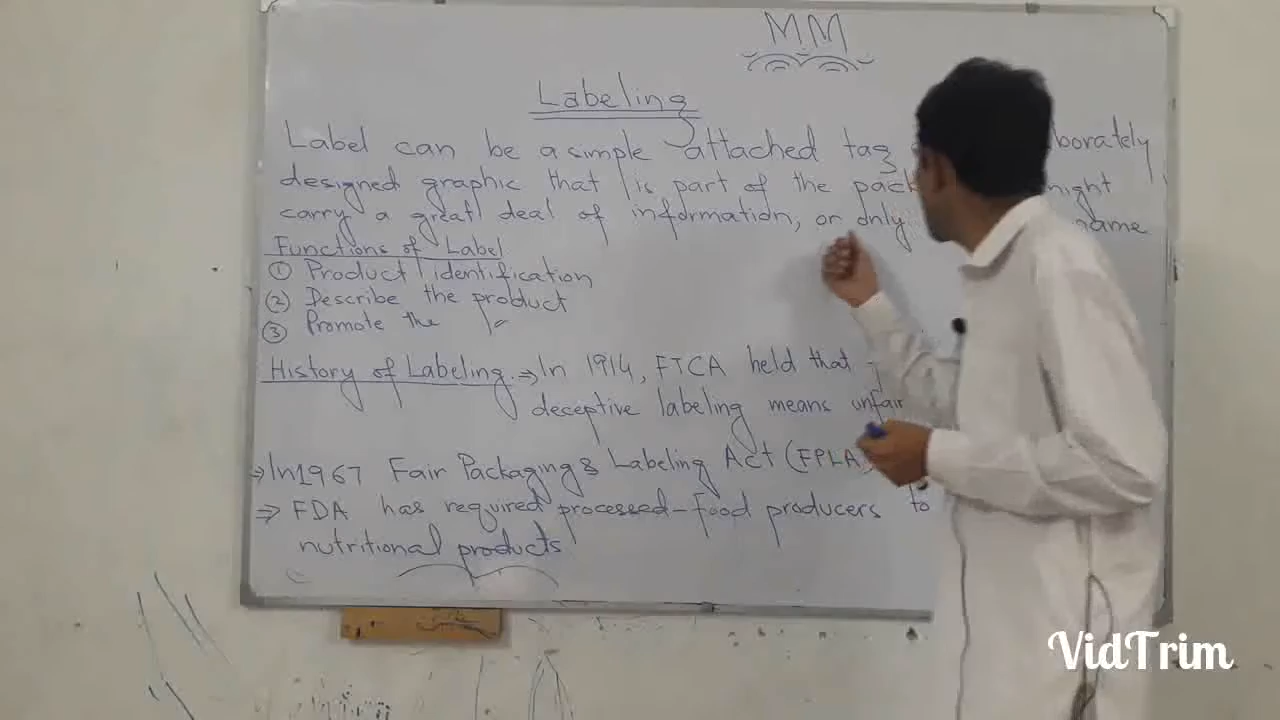 MM
Labeling
Label can be a simple attached tag borately
designed graphic that is part of the pack might
carry a great deal of information, or only name
Functions of Label
① Product identification
② Describe the product
③ Promote the 〃
History of Labeling ⇒ In 1914, FTCA held that
deceptive labeling means unfair
⇒ In 1967 Fair Packaging & Labeling Act (FPLA)
⇒ FDA has required processed-food producers to
nutritional products
VidTrim